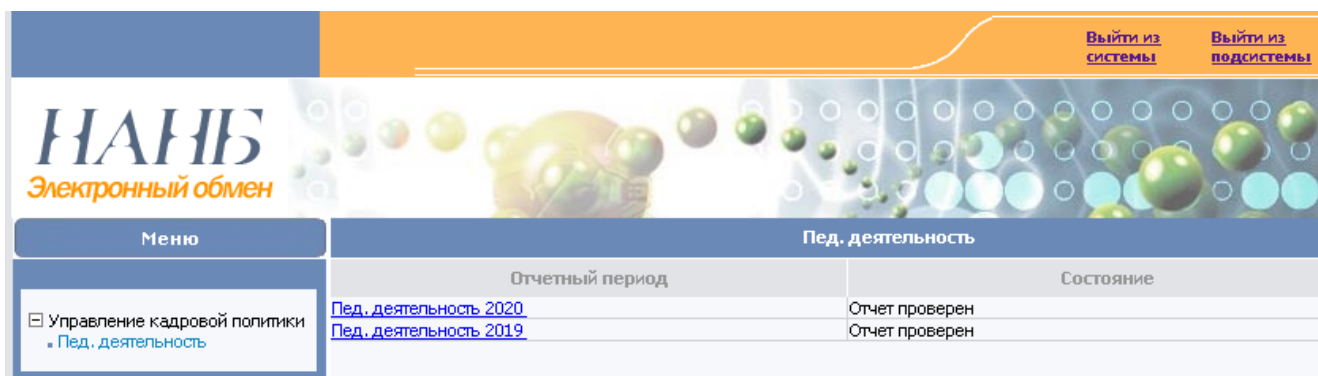 Выйти из системы
Выйти из подсистемы
НАНБ
Электронный обмен
Меню
Пед. деятельность
Отчетный период
Состояние
Управление кадровой политики
Пед. деятельность
Пед. деятельность 2020
Отчет проверен
Пед. деятельность 2019
Отчет проверен